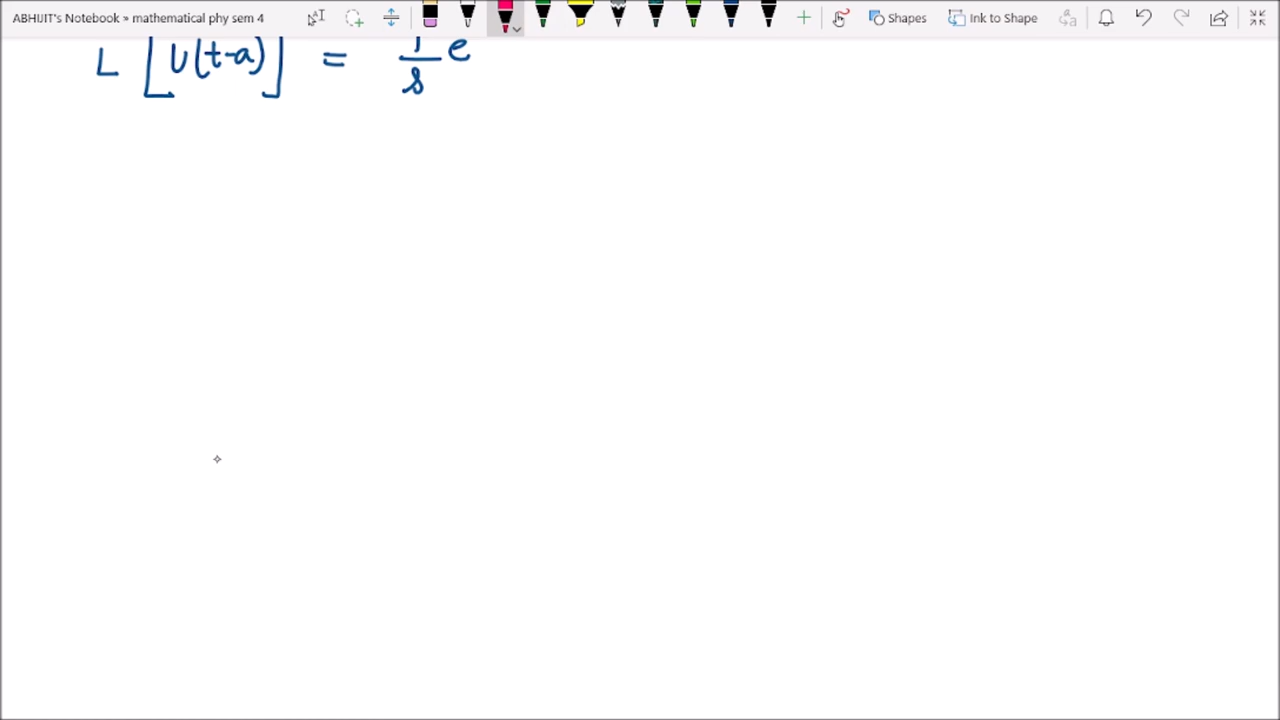 ABHIJIT's Notebook » mathematical phy sem 4
Shapes
Ink to Shape
L [U(t-a)] = 1/s e